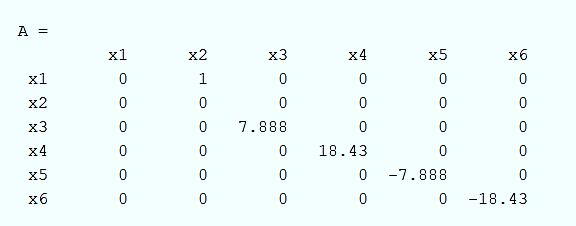 A =
x1 x2 x3 x4 x5 x6
x1 0 1 0 0 0 0
x2 0 0 0 0 0 0
x3 0 0 7.888 0 0 0
x4 0 0 0 18.43 0 0
x5 0 0 0 0 -7.888 0
x6 0 0 0 0 0 -18.43